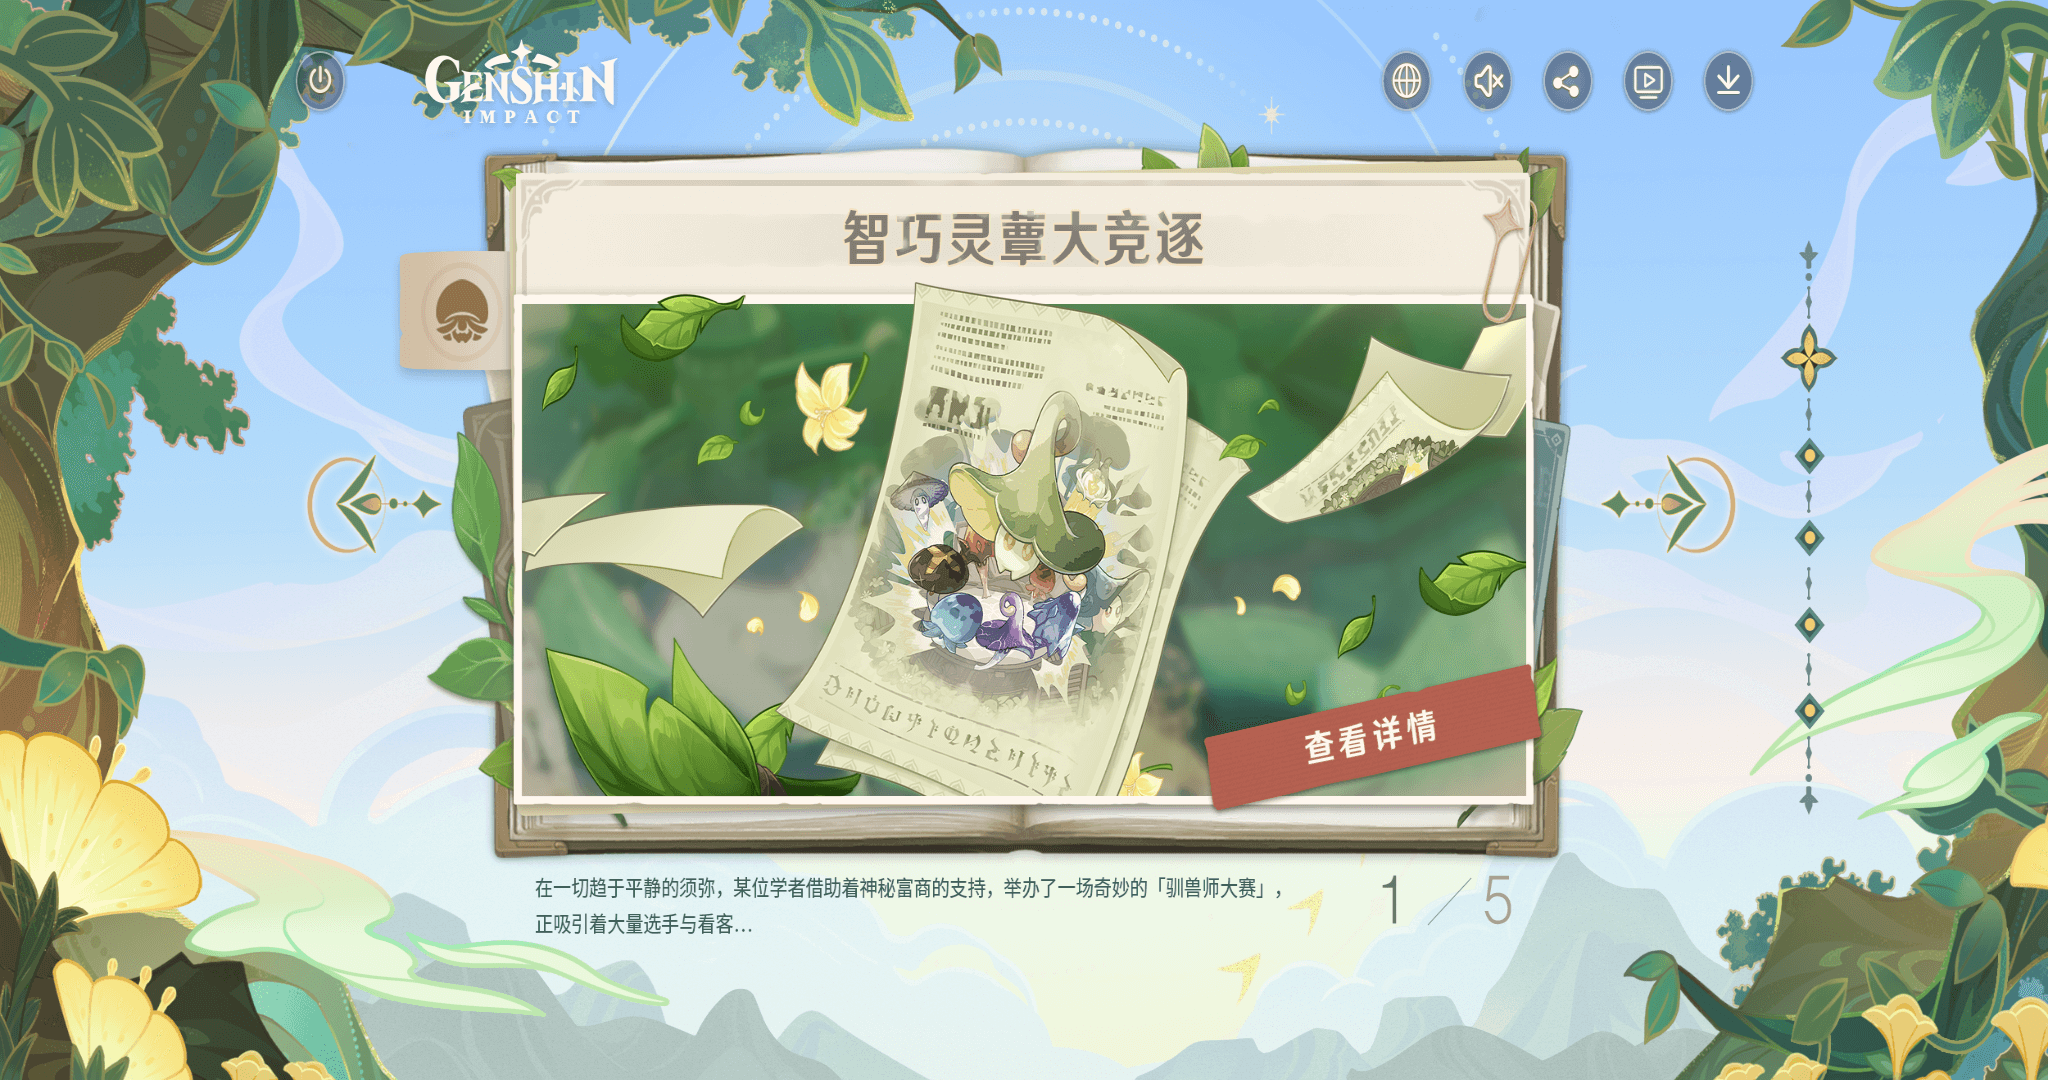 GENSHIN
IMPACT
智巧灵蕈大竞逐
查看详情
在一切趋于平静的须弥，某位学者借助着神秘富商的支持，举办了一场奇妙的「驯兽师大赛」，
正吸引着大量选手与看客…
1 / 5